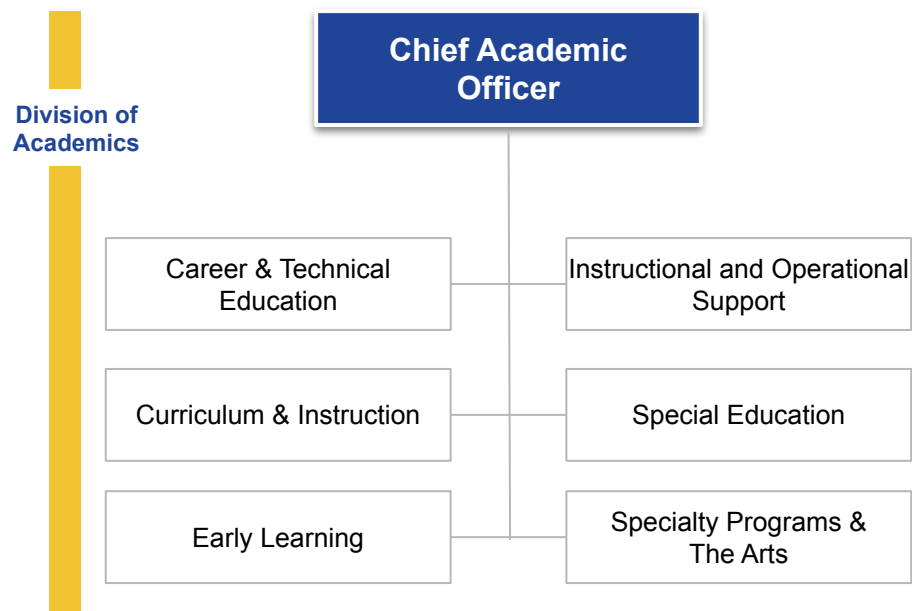 Chief Academic
Officer
Division of
Academics
Career & Technical
Education
Instructional and Operational
Support
Curriculum & Instruction
Special Education
Early Learning
Specialty Programs &
The Arts